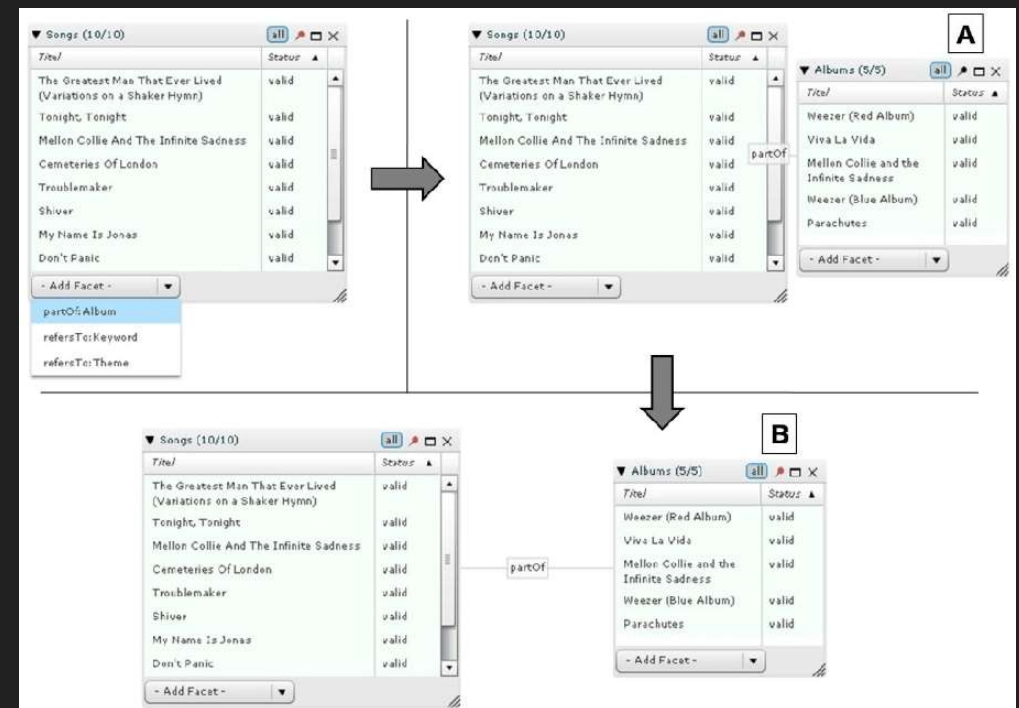 Songs (10/10) all
Titel Status
The Greatest Man That Ever Lived valid
(Variations on a Shaker Hymn)
Tonight, Tonight valid
Mellon Collie And The Infinite Sadness valid
Cemeteries Of London valid
Troublemaker valid
Shiver valid
My Name Is Jonas valid
Don't Panic valid
- Add Facet -
partOf:Album
refersTo:Keyword
refersTo:Theme
Songs (10/10) all
Titel Status
The Greatest Man That Ever Lived valid
(Variations on a Shaker Hymn)
Tonight, Tonight valid
Mellon Collie And The Infinite Sadness valid
Cemeteries Of London valid
Troublemaker valid
Shiver valid
My Name Is Jonas valid
Don't Panic valid
- Add Facet -
partOf
A
Albums (5/5) all
Titel Status
Weezer (Red Album) valid
Viva La Vida valid
Mellon Collie and the valid
Infinite Sadness
Weezer (Blue Album) valid
Parachutes valid
- Add Facet -
Songs (10/10) all
Titel Status
The Greatest Man That Ever Lived valid
(Variations on a Shaker Hymn)
Tonight, Tonight valid
Mellon Collie And The Infinite Sadness valid
Cemeteries Of London valid
Troublemaker valid
Shiver valid
My Name Is Jonas valid
Don't Panic valid
- Add Facet -
partOf
B
Albums (5/5) all
Titel Status
Weezer (Red Album) valid
Viva La Vida valid
Mellon Collie and the valid
Infinite Sadness
Weezer (Blue Album) valid
Parachutes valid
- Add Facet -